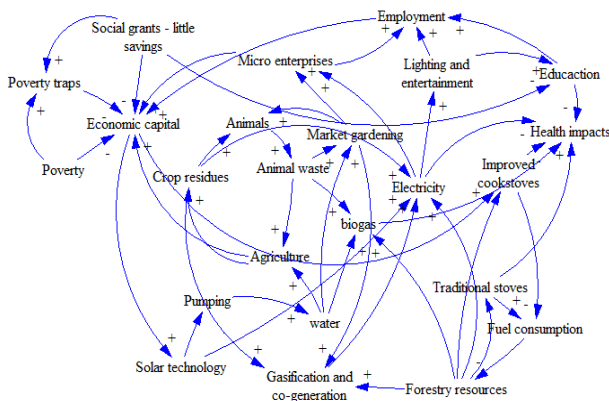 Social grants - little
savings
Employment
Micro enterprises
Lighting and
entertainment
Poverty traps
Educaction
Economic capital
Animals
Market gardening
Health impacts
Poverty
Crop residues
Animal waste
Electricity
Improved
cookstoves
biogas
Agriculture
Traditional stoves
Pumping
water
Fuel consumption
Solar technology
Gasification and
co-generation
Forestry resources